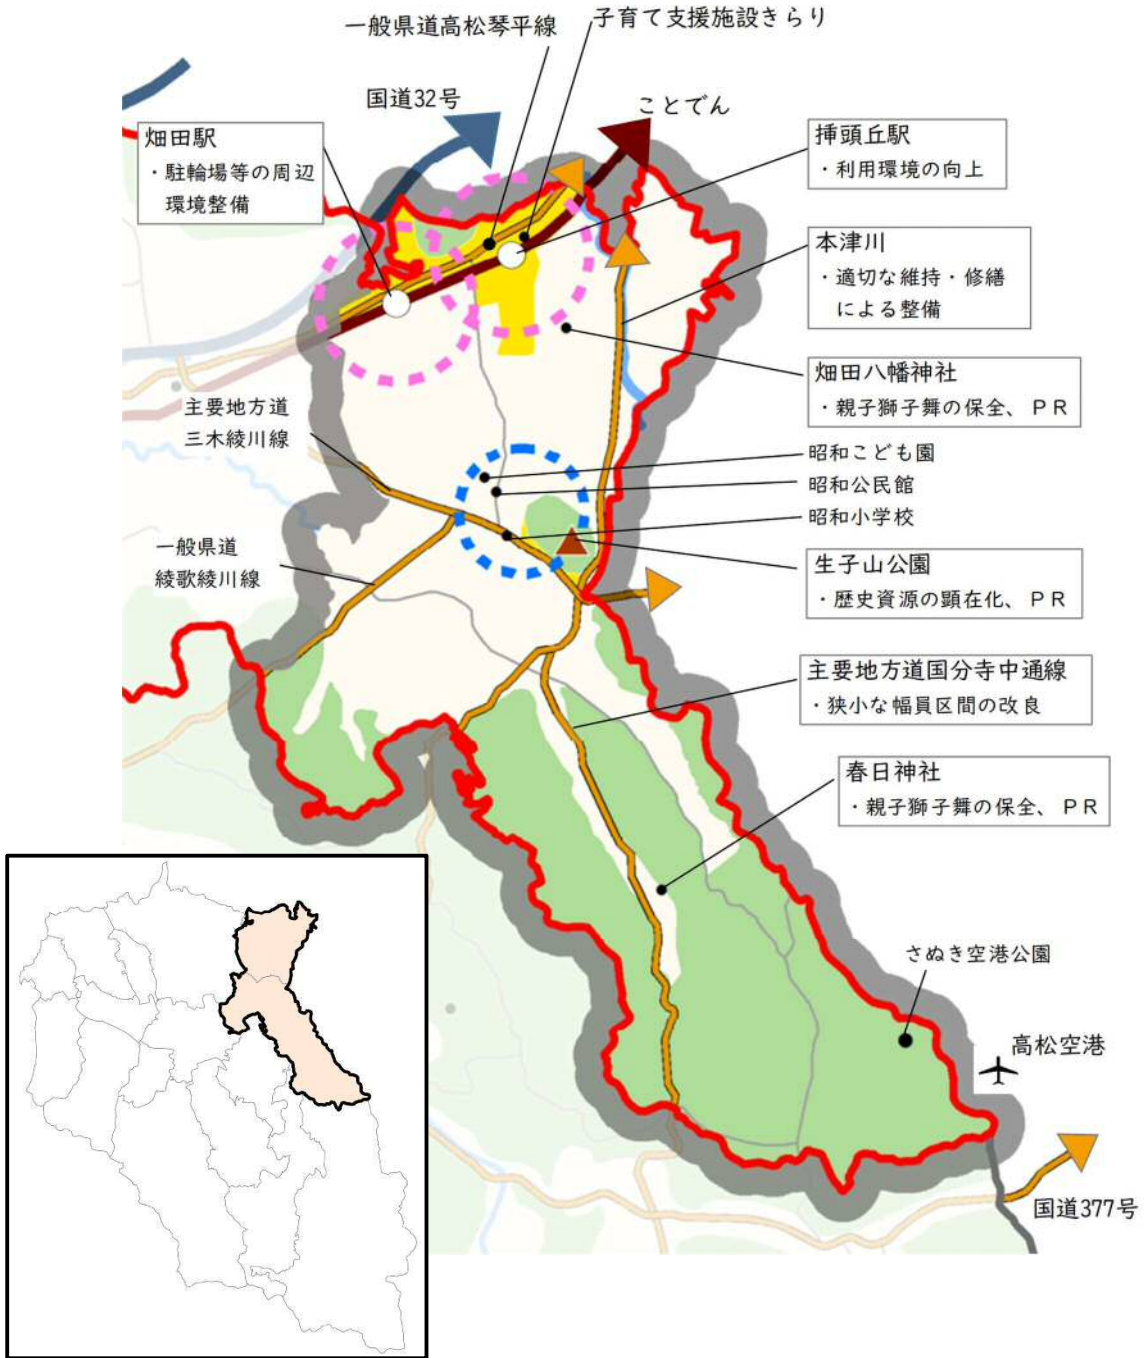 一般県道高松琴平線
子育て支援施設きらり
国道32号
ことでん
畑田駅
・駐輪場等の周辺
環境整備
挿頭丘駅
・利用環境の向上
本津川
・適切な維持・修繕
による整備
畑田八幡神社
・親子獅子舞の保全、ＰＲ
主要地方道
三木綾川線
昭和こども園
昭和公民館
昭和小学校
一般県道
綾歌綾川線
生子山公園
・歴史資源の顕在化、ＰＲ
主要地方道国分寺中通線
・狭小な幅員区間の改良
春日神社
・親子獅子舞の保全、ＰＲ
さぬき空港公園
高松空港
国道377号